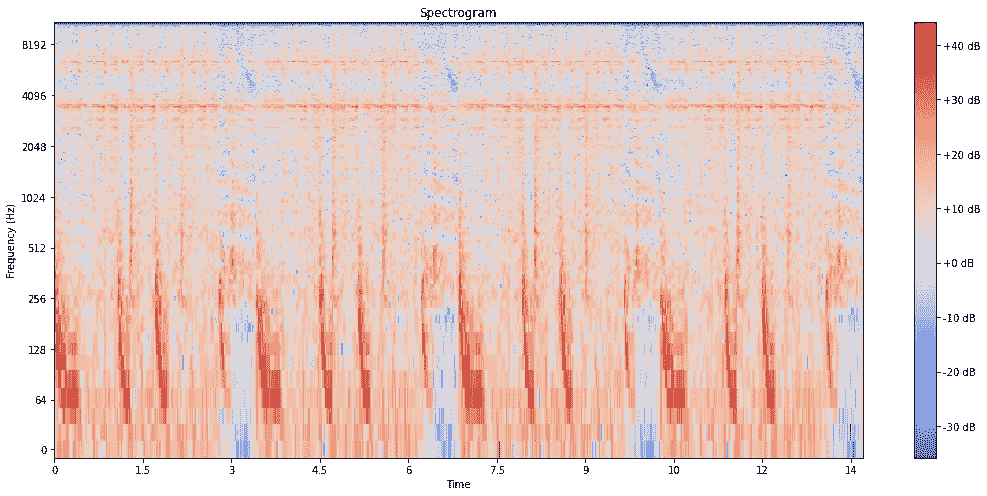 Spectrogram
8192
4096
2048
1024
512
256
128
64
0
Frequency (Hz)
0 1.5 3 4.5 6 7.5 9 10 12 14
Time
+40 dB
+30 dB
+20 dB
+10 dB
+0 dB
-10 dB
-20 dB
-30 dB